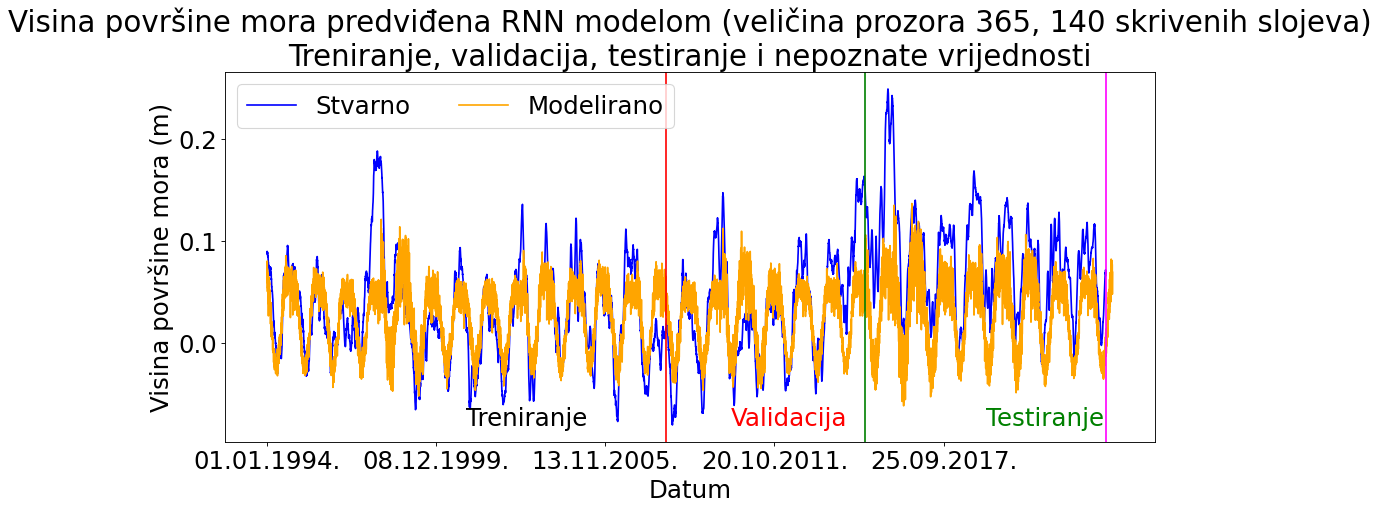 Visina površine mora predviđena RNN modelom (veličina prozora 365, 140 skrivenih slojeva)
Treniranje, validacija, testiranje i nepoznate vrijednosti
Stvarno
Modelirano
Visina površine mora (m)
0.2
0.1
0.0
Treniranje
Validacija
Testiranje
01.01.1994.
08.12.1999.
13.11.2005.
20.10.2011.
25.09.2017.
Datum